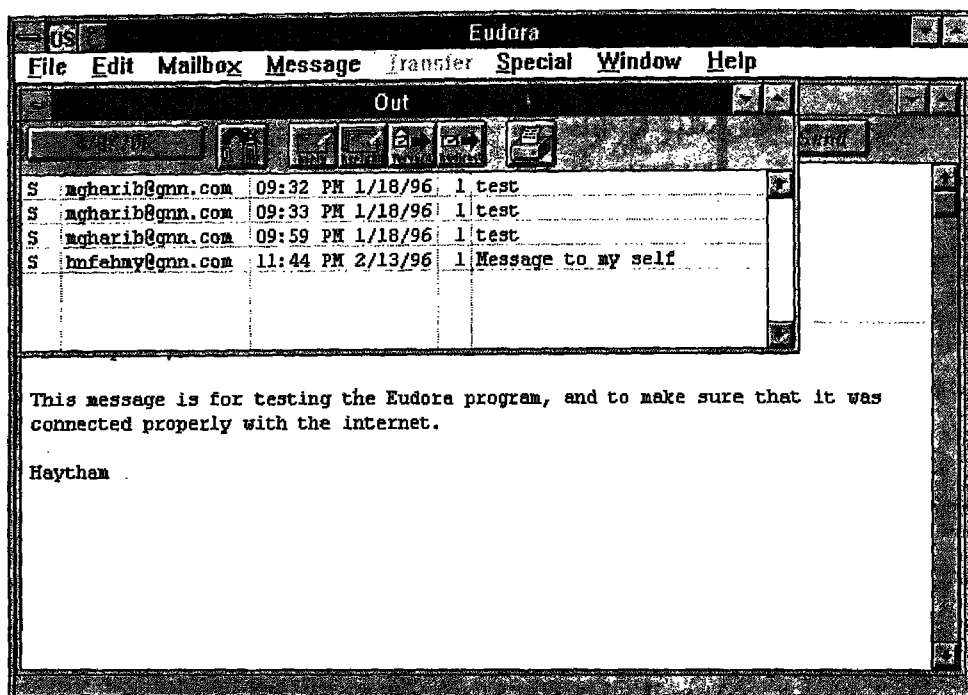 Eudora
File Edit Mailbox Message Transfer Special Window Help
Out
Send
S mgharib@gnn.com 09:32 PM 1/18/96 1 test
S mgharib@gnn.com 09:33 PM 1/18/96 1 test
S mgharib@gnn.com 09:59 PM 1/18/96 1 test
S hnfahmy@gnn.com 11:44 PM 2/13/96 1 Message to my self
This message is for testing the Eudora program, and to make sure that it was
connected properly with the internet.
Haytham